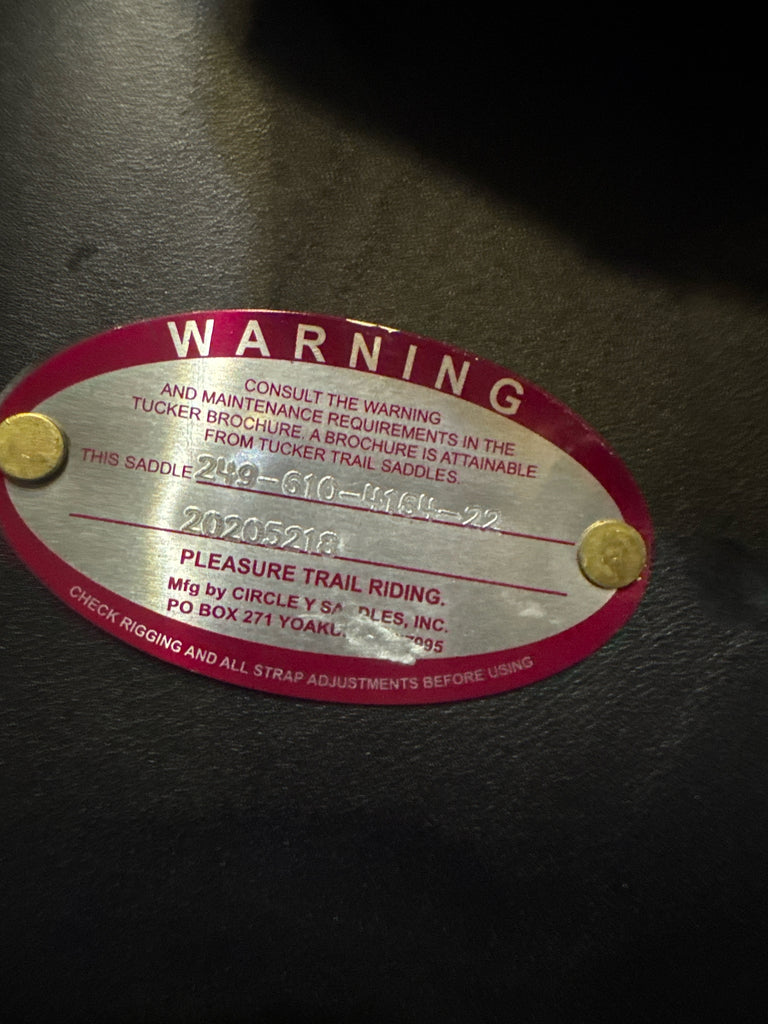 WARNING
CONSULT THE WARNING
AND MAINTENANCE REQUIREMENTS IN THE
TUCKER BROCHURE. A BROCHURE IS ATTAINABLE
FROM TUCKER TRAIL SADDLES.
THIS SADDLE 249-610-4164-22
20205218
PLEASURE TRAIL RIDING.
Mfg by CIRCLE Y INC.
PO BOX 271
CHECK RIGGING AND ALL STRAP ADJUSTMENTS BEFORE USING